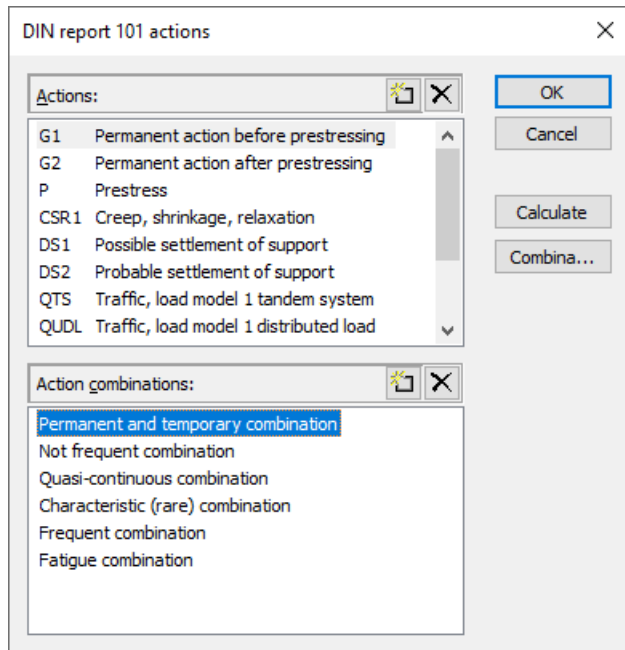 DIN report 101 actions
Actions:
OK
G1 Permanent action before prestressing
Cancel
G2 Permanent action after prestressing
P Prestress
CSR1 Creep, shrinkage, relaxation
Calculate
DS1 Possible settlement of support
Combina...
DS2 Probable settlement of support
QTS Traffic, load model 1 tandem system
QUDL Traffic, load model 1 distributed load
Action combinations:
Permanent and temporary combination
Not frequent combination
Quasi-continuous combination
Characteristic (rare) combination
Frequent combination
Fatigue combination